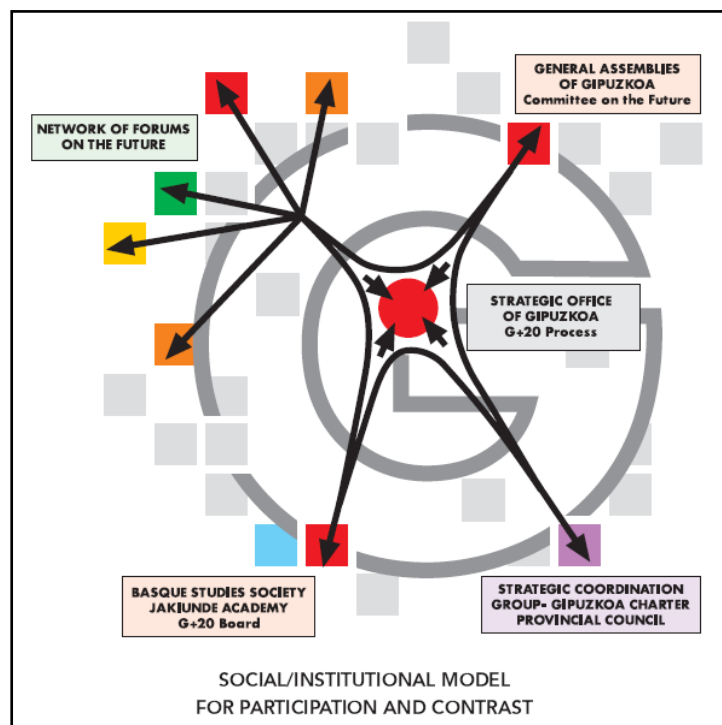 GENERAL ASSEMBLIES
OF GIPUZKOA
Committee on the Future
NETWORK OF FORUMS
ON THE FUTURE
STRATEGIC OFFICE
OF GIPUZKOA
G+20 Process
BASQUE STUDIES SOCIETY
JAKIUNDE ACADEMY
G+20 Board
STRATEGIC COORDINATION
GROUP- GIPUZKOA CHARTER
PROVINCIAL COUNCIL
SOCIAL/INSTITUTIONAL MODEL
FOR PARTICIPATION AND CONTRAST